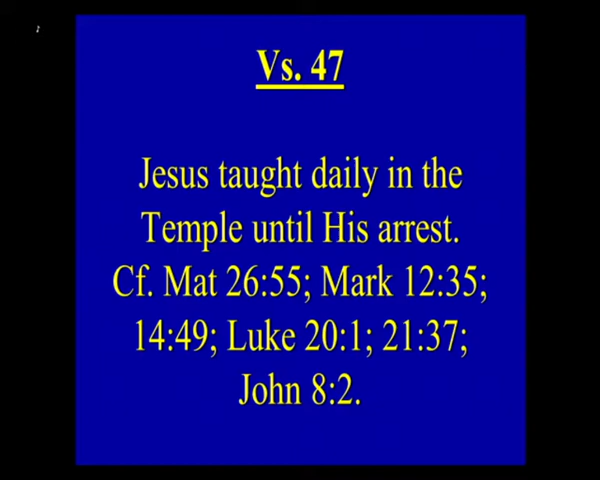 Vs. 47
Jesus taught daily in the
Temple until His arrest.
Cf. Mat 26:55; Mark 12:35;
14:49; Luke 20:1; 21:37;
John 8:2.